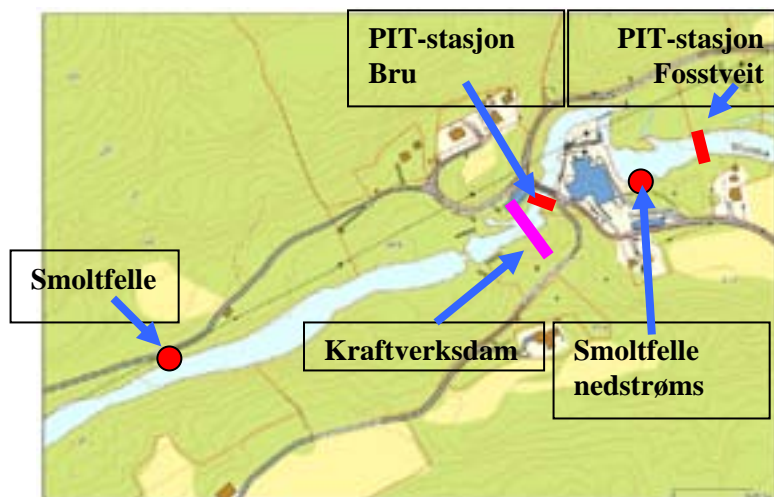 PIT-stasjon
Bru
PIT-stasjon
Fosstveit
Smoltfelle
Kraftverksdam
Smoltfelle
nedstrøms